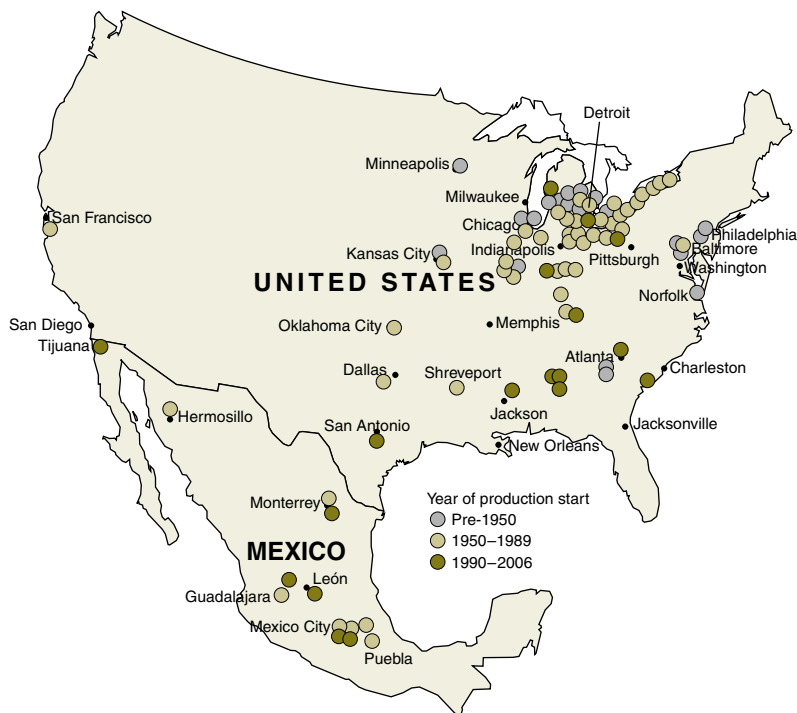 Detroit
Minneapolis
Milwaukee
San Francisco
Chicago
Philadelphia
Kansas City
Indianapolis
Baltimore
Pittsburgh
Washington
UNITED STATES
Norfolk
San Diego
Oklahoma City
Memphis
Tijuana
Atlanta
Dallas
Shreveport
Charleston
Hermosillo
Jackson
San Antonio
Jacksonville
New Orleans
Monterrey
Year of production start
Pre-1950
1950–1989
1990–2006
MEXICO
León
Guadalajara
Mexico City
Puebla